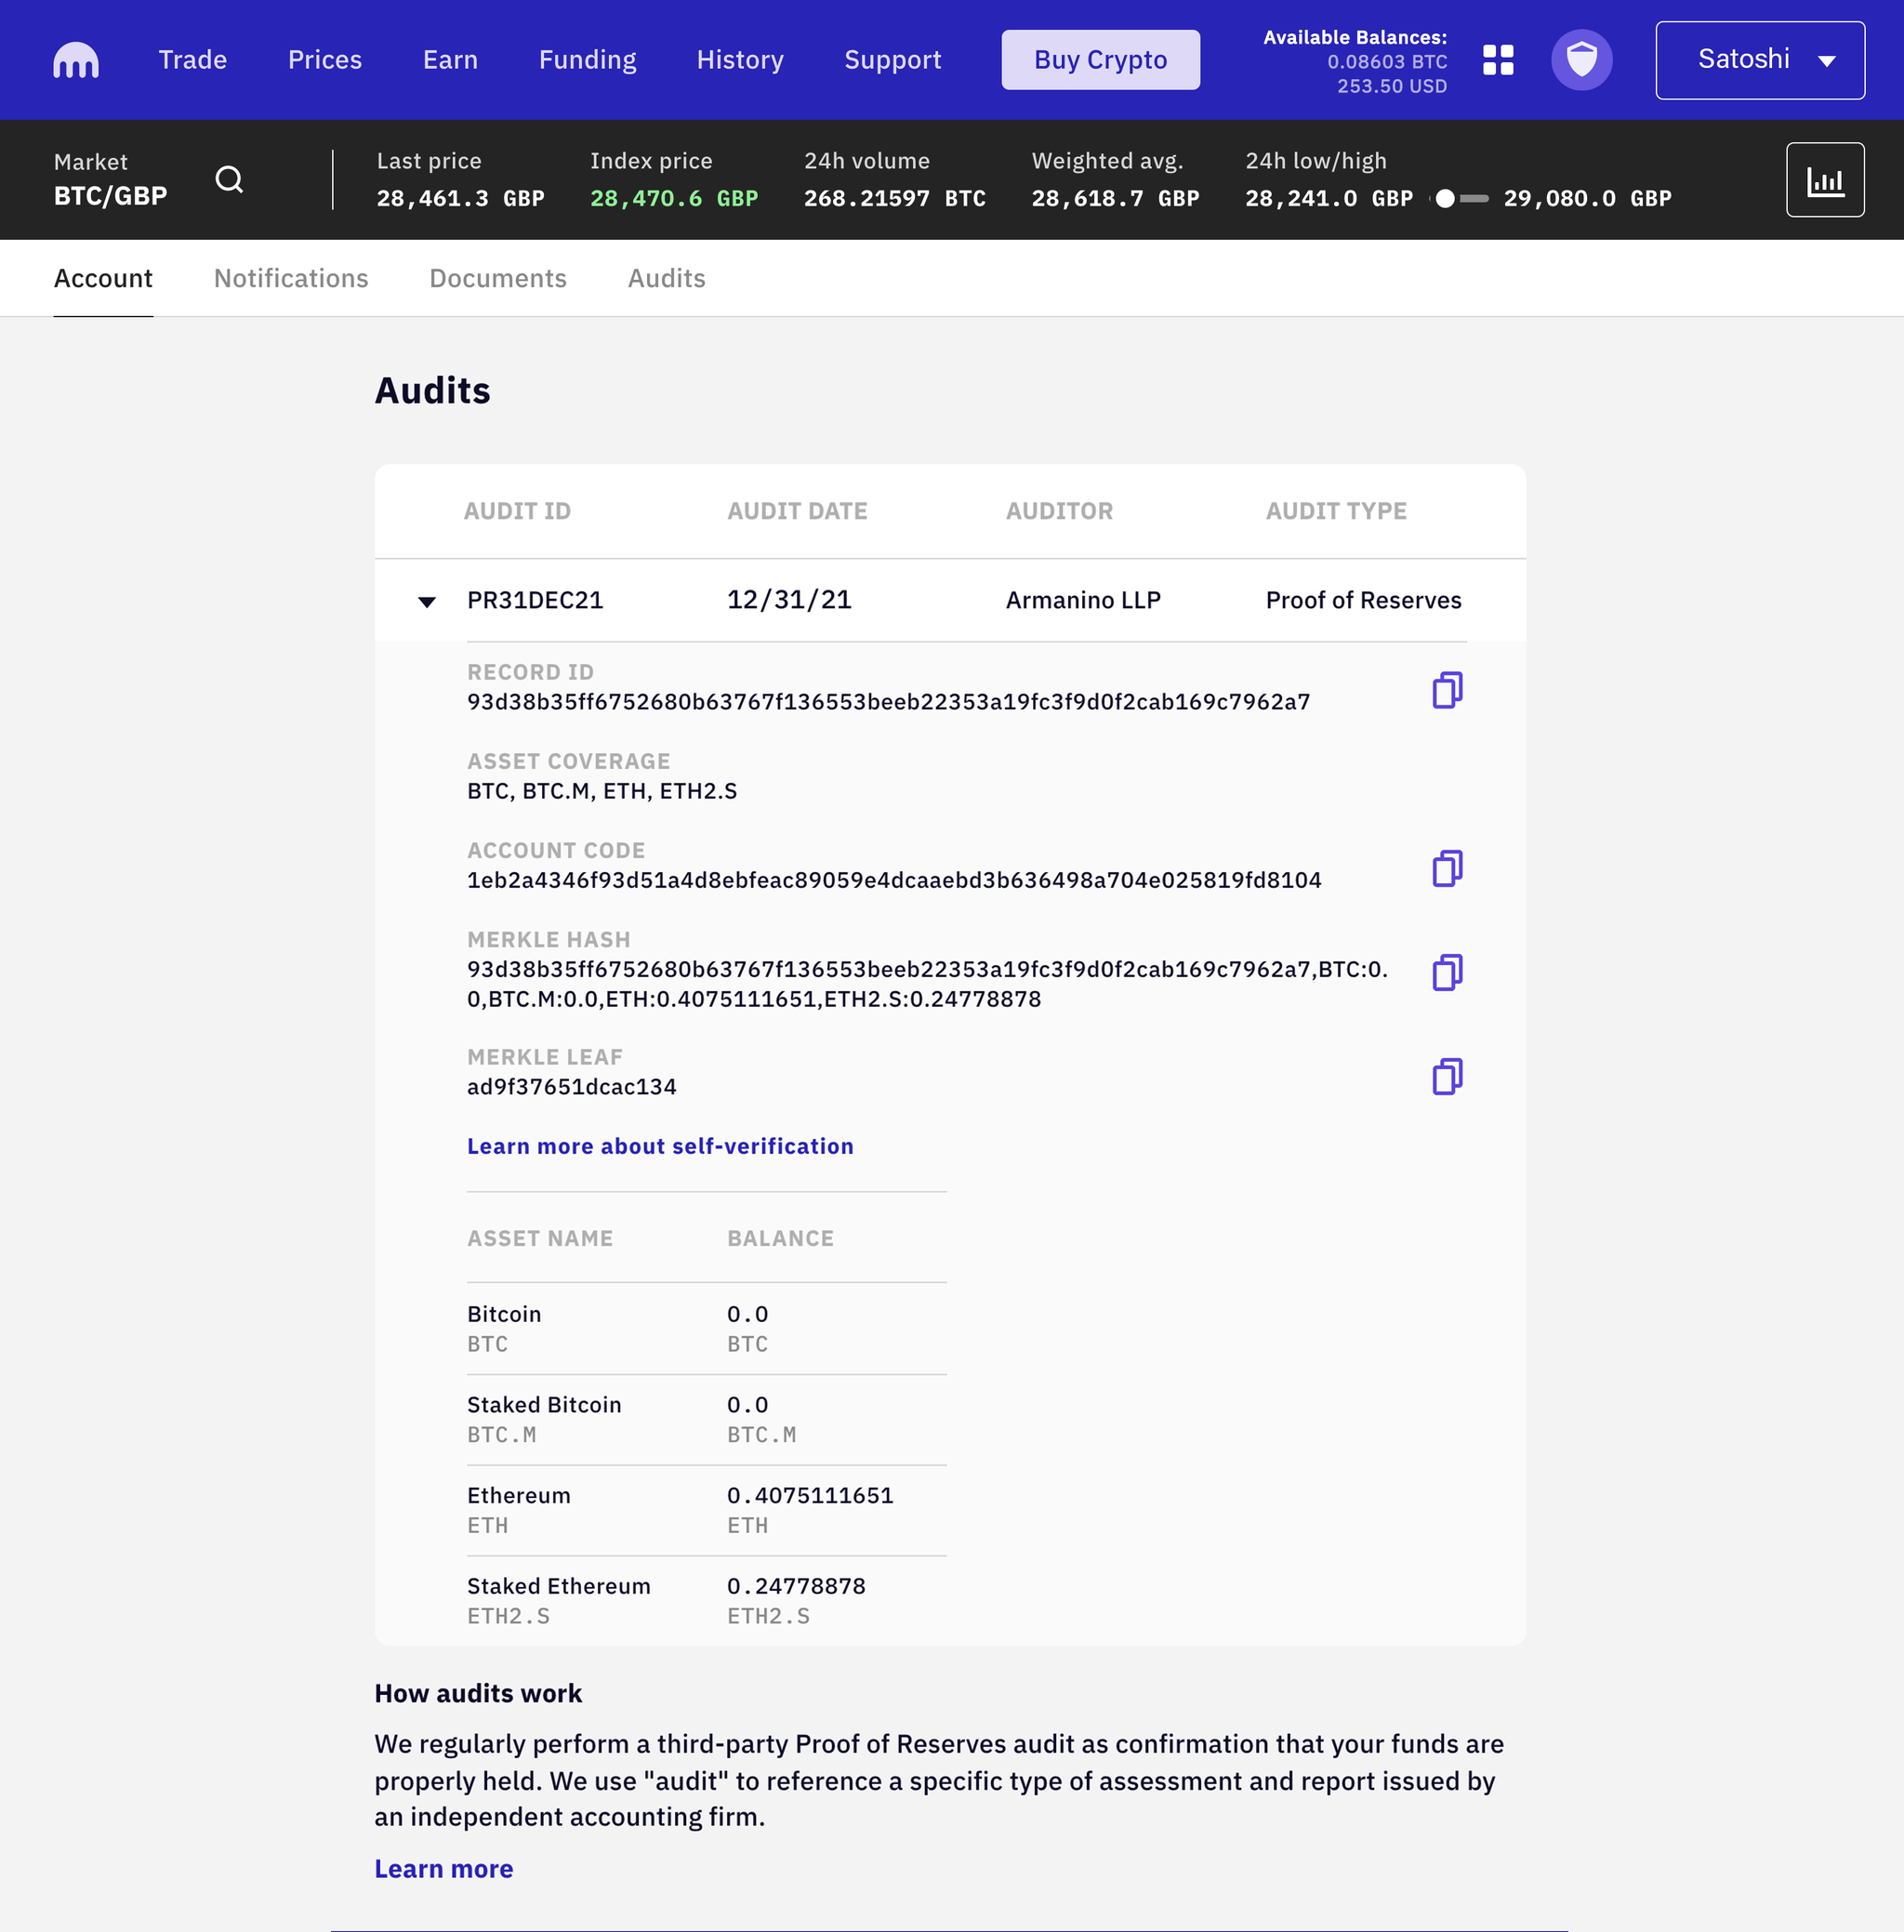 Trade Prices Earn Funding History Support Buy Crypto
Available Balances:
0.08603 BTC
253.50 USD
Satoshi
Market
BTC/GBP
Last price
28,461.3 GBP
Index price
28,470.6 GBP
24h volume
268.21597 BTC
Weighted avg.
28,618.7 GBP
24h low/high
28,241.0 GBP 29,080.0 GBP
Account Notifications Documents Audits
Audits
AUDIT ID AUDIT DATE AUDITOR AUDIT TYPE
PR31DEC21 12/31/21 Armanino LLP Proof of Reserves
RECORD ID
93d38b35ff6752680b63767f136553beeb22353a19fc3f9d0f2cab169c7962a7
ASSET COVERAGE
BTC, BTC.M, ETH, ETH2.S
ACCOUNT CODE
1eb2a4346f93d51a4d8ebfeac89059e4dcaaebd3b636498a704e025819fd8104
MERKLE HASH
93d38b35ff6752680b63767f136553beeb22353a19fc3f9d0f2cab169c7962a7,BTC:0.
0,BTC.M:0.0,ETH:0.4075111651,ETH2.S:0.24778878
MERKLE LEAF
ad9f37651dcac134
Learn more about self-verification
ASSET NAME BALANCE
Bitcoin 0.0
BTC BTC
Staked Bitcoin 0.0
BTC.M BTC.M
Ethereum 0.4075111651
ETH ETH
Staked Ethereum 0.24778878
ETH2.S ETH2.S
How audits work
We regularly perform a third-party Proof of Reserves audit as confirmation that your funds are
properly held. We use "audit" to reference a specific type of assessment and report issued by
an independent accounting firm.
Learn more